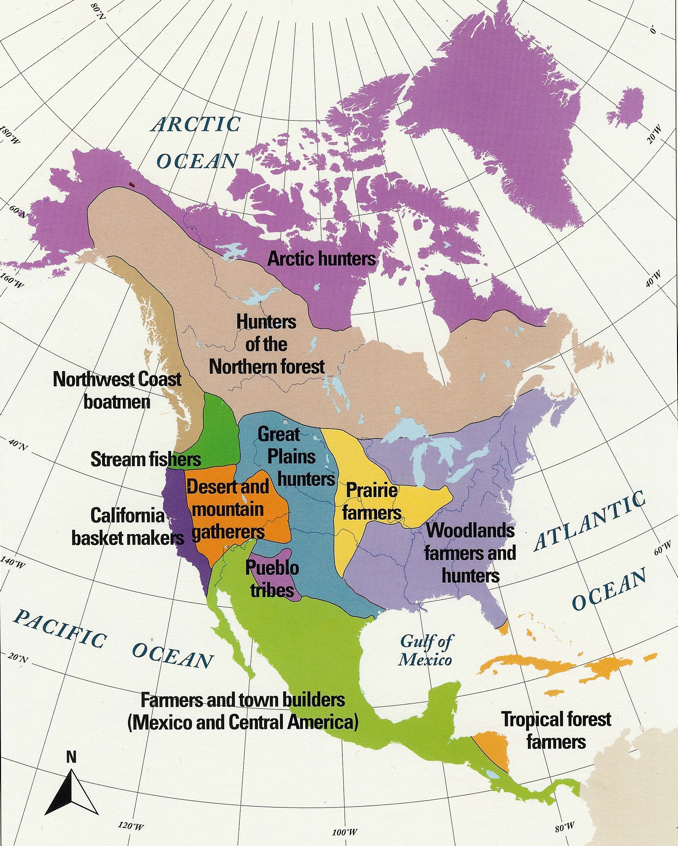 80°N
0°
ARCTIC
OCEAN
180°W
20°W
60°N
160°W
40°W
Arctic hunters
Hunters
of the
Northern forest
Northwest Coast
boatmen
40°N
Stream fishers
Great
Plains
hunters
Desert and
mountain
gatherers
Prairie
farmers
California
basket makers
Woodlands
farmers and
hunters
ATLANTIC
OCEAN
60°W
140°W
Pueblo
tribes
PACIFIC OCEAN
20°N
Gulf of
Mexico
Farmers and town builders
(Mexico and Central America)
Tropical forest
farmers
N
120°W
100°W
80°W